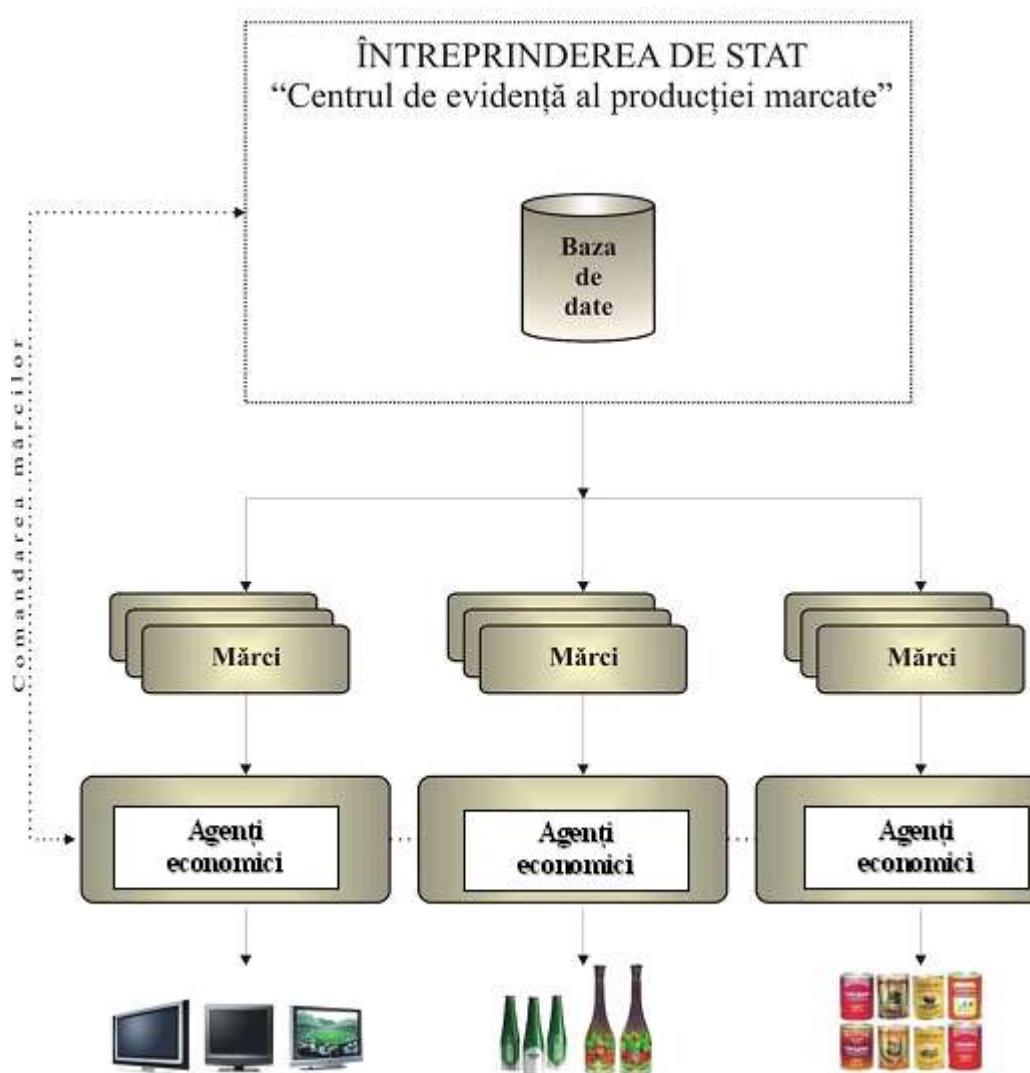 ÎNTREPRINDEREA DE STAT
“Centrul de evidență al producției marcate”
Baza
de
date
Comandarea mărcilor
Mărci
Mărci
Mărci
Agenți
economici
Agenți
economici
Agenți
economici